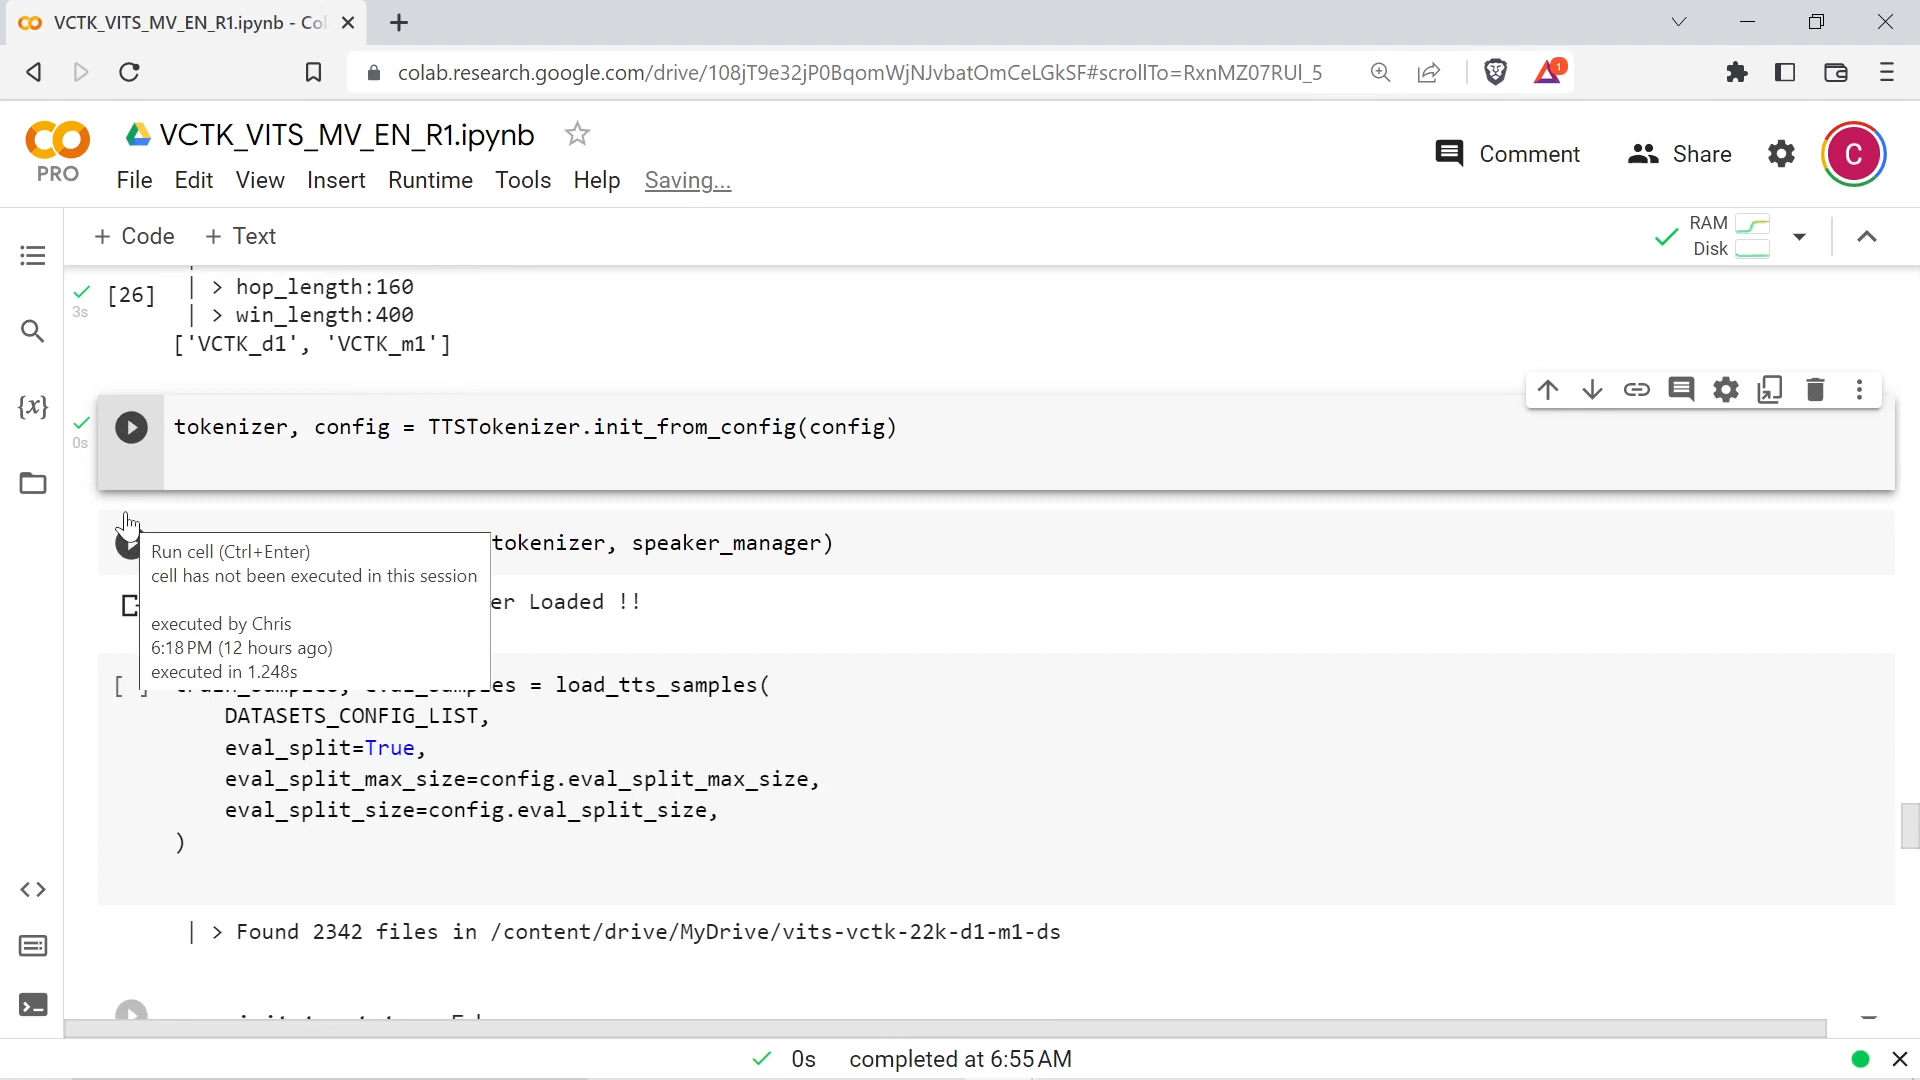 VCTK_VITS_MV_EN_R1.ipynb - Co
colab.research.google.com/drive/108jT9e32jP0BqomWjNJvbatOmCeLGkSF#scrollTo=RxnMZ07RUI_5
1
PRO
VCTK_VITS_MV_EN_R1.ipynb
Comment
Share
C
File Edit View Insert Runtime Tools Help Saving...
+ Code + Text
RAM
Disk
[26]
3s
| > hop_length:160
| > win_length:400
['VCTK_d1', 'VCTK_m1']
0s
tokenizer, config = TTSTokenizer.init_from_config(config)
tokenizer, speaker_manager)
Run cell (Ctrl+Enter)
cell has not been executed in this session
executed by Chris
6:18 PM (12 hours ago)
executed in 1.248s
er Loaded !!
[ ]
es = load_tts_samples(
DATASETS_CONFIG_LIST,
eval_split=True,
eval_split_max_size=config.eval_split_max_size,
eval_split_size=config.eval_split_size,
)
| > Found 2342 files in /content/drive/MyDrive/vits-vctk-22k-d1-m1-ds
0s completed at 6:55 AM